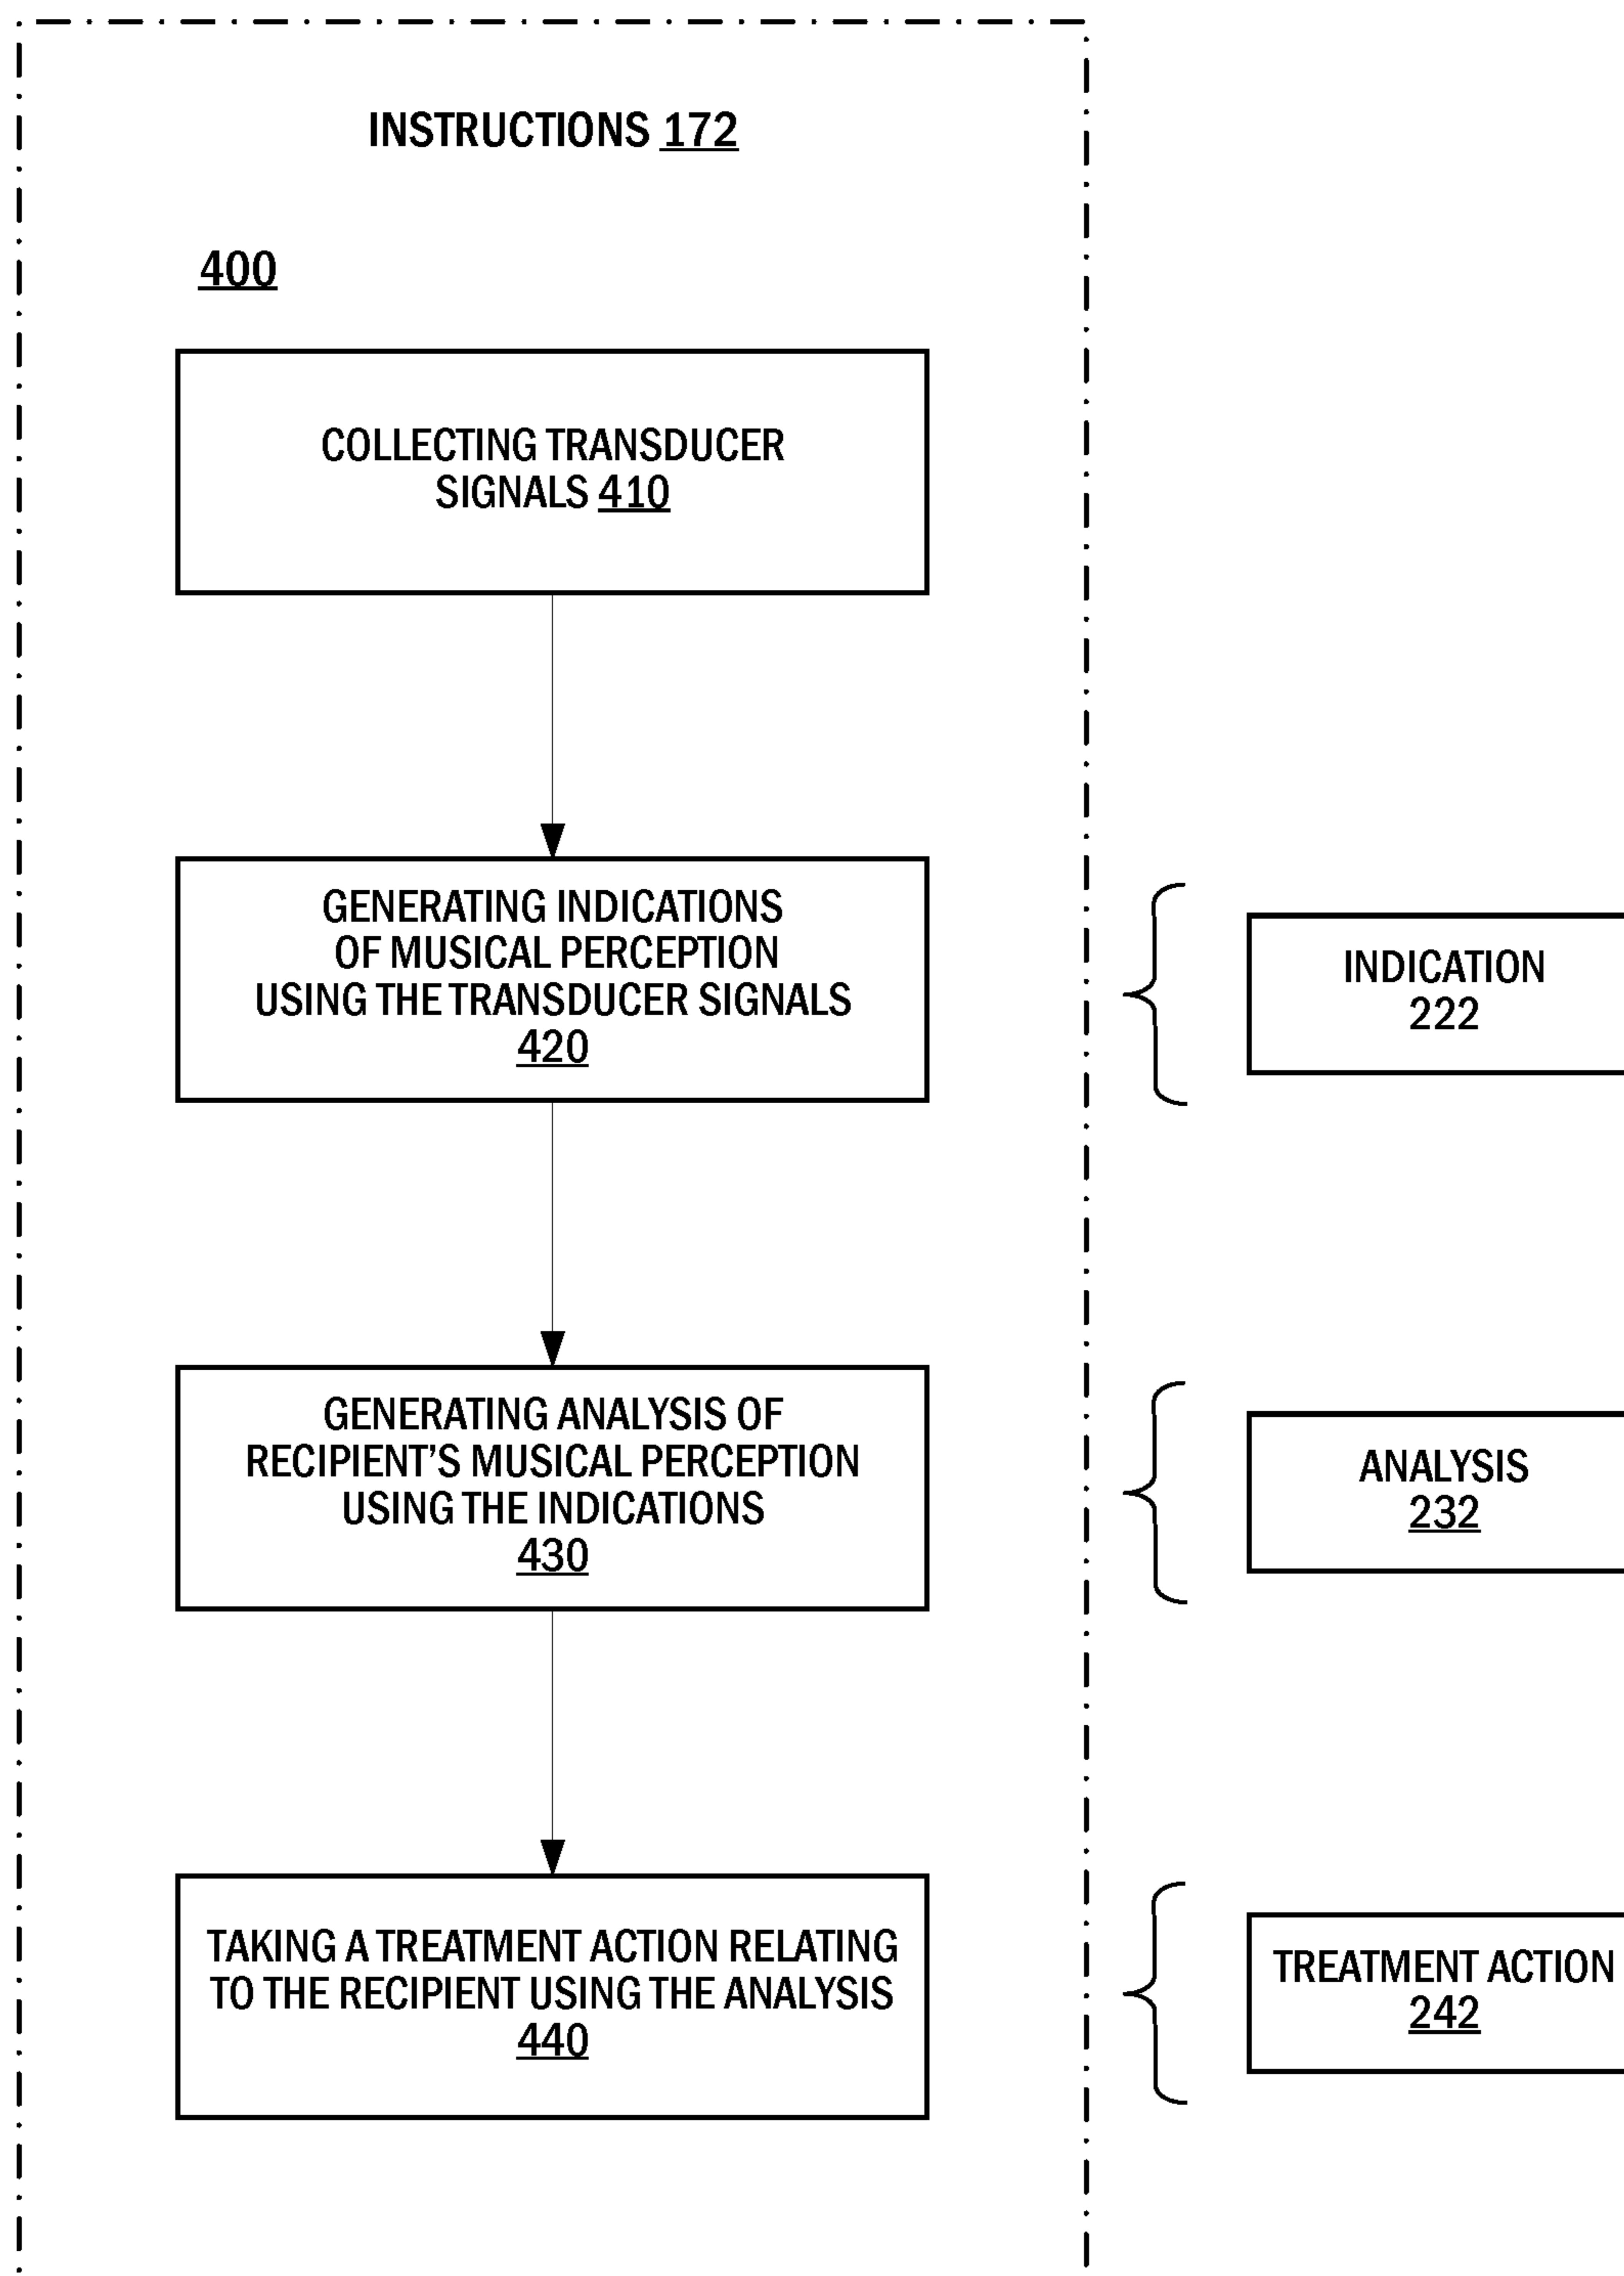 INSTRUCTIONS 172
400
COLLECTING TRANSDUCER
SIGNALS 410
GENERATING INDICATIONS
OF MUSICAL PERCEPTION
USING THE TRANSDUCER SIGNALS
420
INDICATION
222
GENERATING ANALYSIS OF
RECIPIENT'S MUSICAL PERCEPTION
USING THE INDICATIONS
430
ANALYSIS
232
TAKING A TREATMENT ACTION RELATING
TO THE RECIPIENT USING THE ANALYSIS
440
TREATMENT ACTION
242